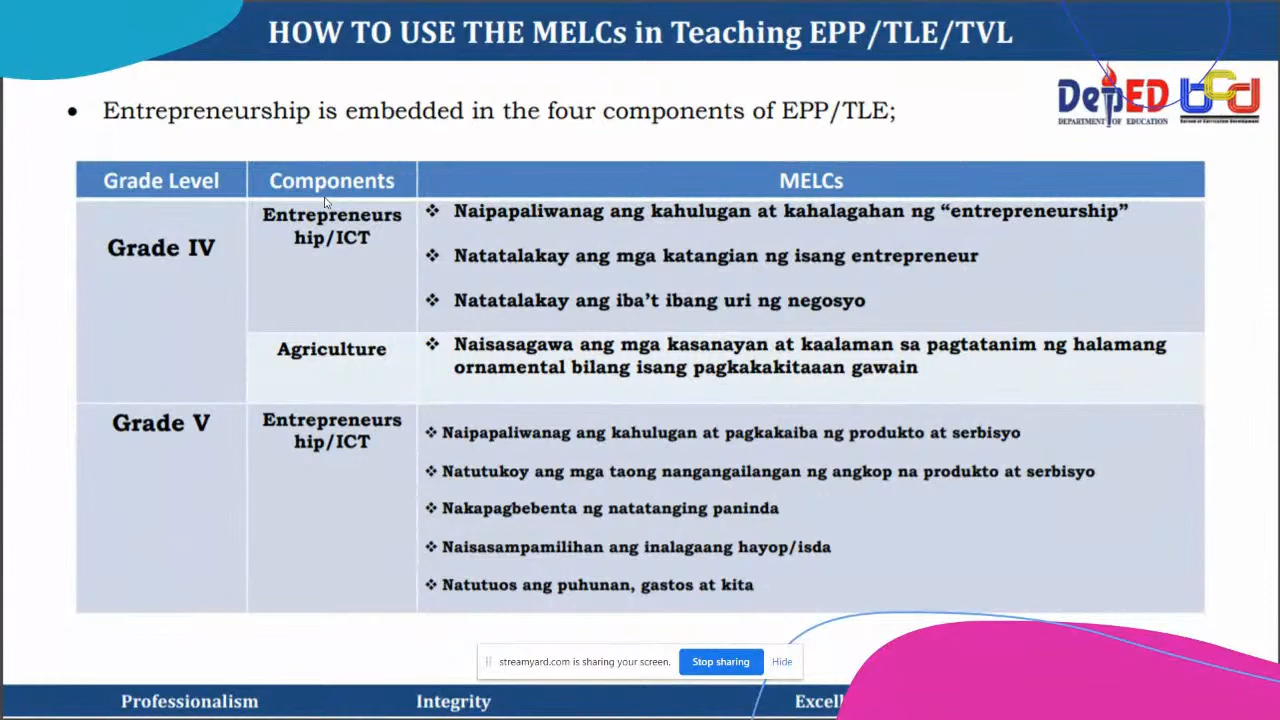 HOW TO USE THE MELCs in Teaching EPP/TLE/TVL
DepED
DEPARTMENT OF EDUCATION
bcd
Bureau of Curriculum Development
• Entrepreneurship is embedded in the four components of EPP/TLE;
Grade Level Components MELCs
Grade IV
Entrepreneurs
hip/ICT
❖ Naipapaliwanag ang kahulugan at kahalagahan ng “entrepreneurship”
❖ Natatalakay ang mga katangian ng isang entrepreneur
❖ Natatalakay ang iba’t ibang uri ng negosyo
Agriculture
❖ Naisasagawa ang mga kasanayan at kaalaman sa pagtatanim ng halamang
ornamental bilang isang pagkakakitaaan gawain
Grade V
Entrepreneurs
hip/ICT
❖ Naipapaliwanag ang kahulugan at pagkakaiba ng produkto at serbisyo
❖ Natutukoy ang mga taong nangangailangan ng angkop na produkto at serbisyo
❖ Nakapagbebenta ng natatanging paninda
❖ Naisasampamilihan ang inalagaang hayop/isda
❖ Natutuos ang puhunan, gastos at kita
streamyard.com is sharing your screen. Stop sharing Hide
Professionalism Integrity